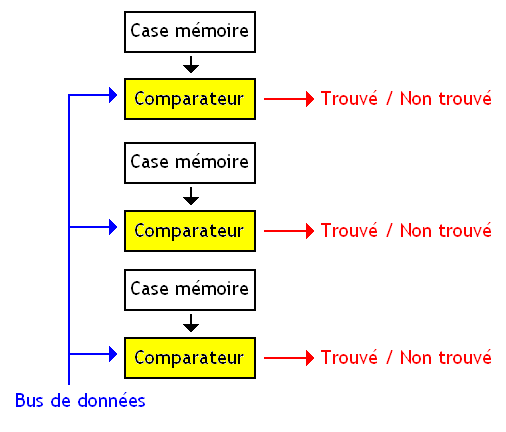 Case mémoire
Comparateur
Trouvé / Non trouvé
Case mémoire
Comparateur
Trouvé / Non trouvé
Case mémoire
Comparateur
Trouvé / Non trouvé
Bus de données